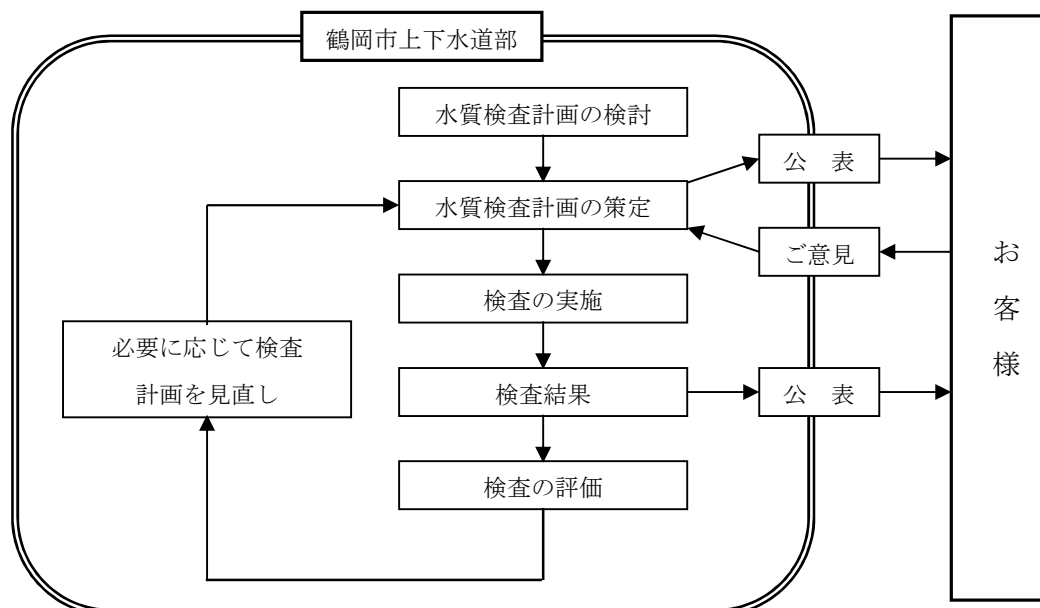 鶴岡市上下水道部
水質検査計画の検討
公 表
水質検査計画の策定
ご意見
お客様
検査の実施
必要に応じて検査
計画を見直し
検査結果
公 表
検査の評価